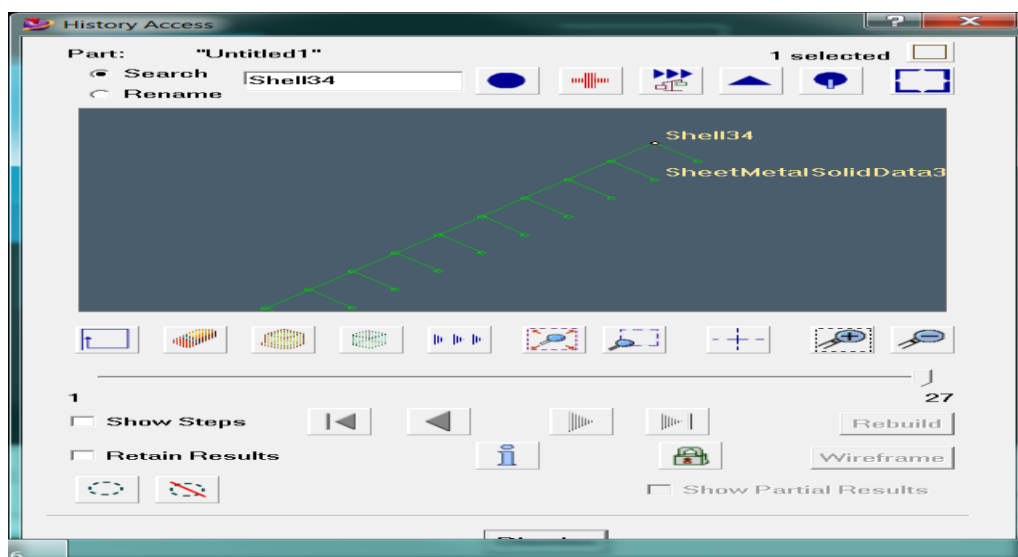 History Access
Part: "Untitled1" 1 selected
Search Shell34
Rename
Shell34
SheetMetalSolidData3
1 27
Show Steps Rebuild
Retain Results Wireframe
Show Partial Results